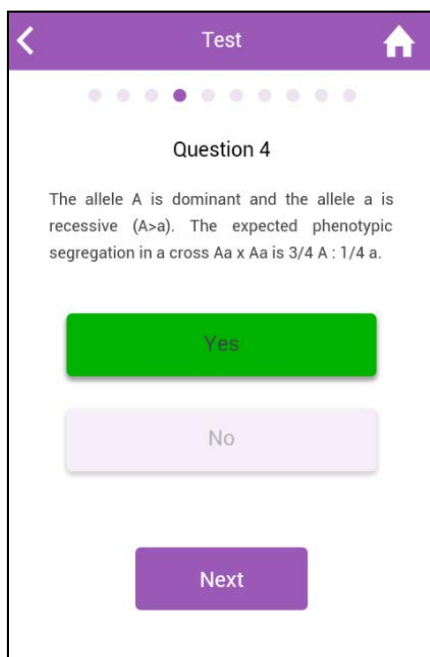 Test
Question 4
The allele A is dominant and the allele a is
recessive (A>a). The expected phenotypic
segregation in a cross Aa x Aa is 3/4 A : 1/4 a.
Yes
No
Next